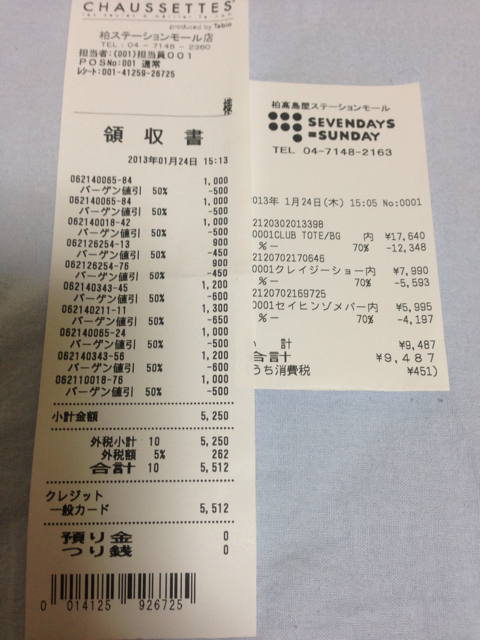 CHAUSSETTES
produced by Tabio
柏ステーションモール店
TEL: 04 - 7148 - 2360
担当者: (001)担当員001
POSNo:001 通常
レシート: 001-41259-26725
様
領収書
2013年01月24日 15:13
062140065-84 1,000
バーゲン値引 50% -500
062140065-84 1,000
バーゲン値引 50% -500
062140018-42 1,000
バーゲン値引 50% -500
062126254-13 900
バーゲン値引 50% -450
062126254-76 900
バーゲン値引 50% -450
062140343-45 1,200
バーゲン値引 50% -600
062140211-11 1,300
バーゲン値引 50% -650
062140065-24 1,000
バーゲン値引 50% -500
062140343-56 1,200
バーゲン値引 50% -600
062110018-76 1,000
バーゲン値引 50% -500
小計金額 5,250
外税小計 10 5,250
外税額 5% 262
合計 10 5,512
クレジット
一般カード 5,512
預り金 0
つり銭 0
0 014125 926725
柏高島屋ステーションモール
SEVENDAYS
=SUNDAY
TEL 04-7148-2163
013年 1月24日(木) 15:05 No:0001
2120302013398
0001CLUB TOTE/BG 内 ¥17,640
%- 70% -12,348
2120702170646
0001クレイジーショー内 ¥7,990
%- 70% -5,593
2120702169725
0001セイヒンゾメパー内 ¥5,995
%- 70% -4,197
計 ¥9,487
合計 ¥9,487
うち消費税 ¥451)